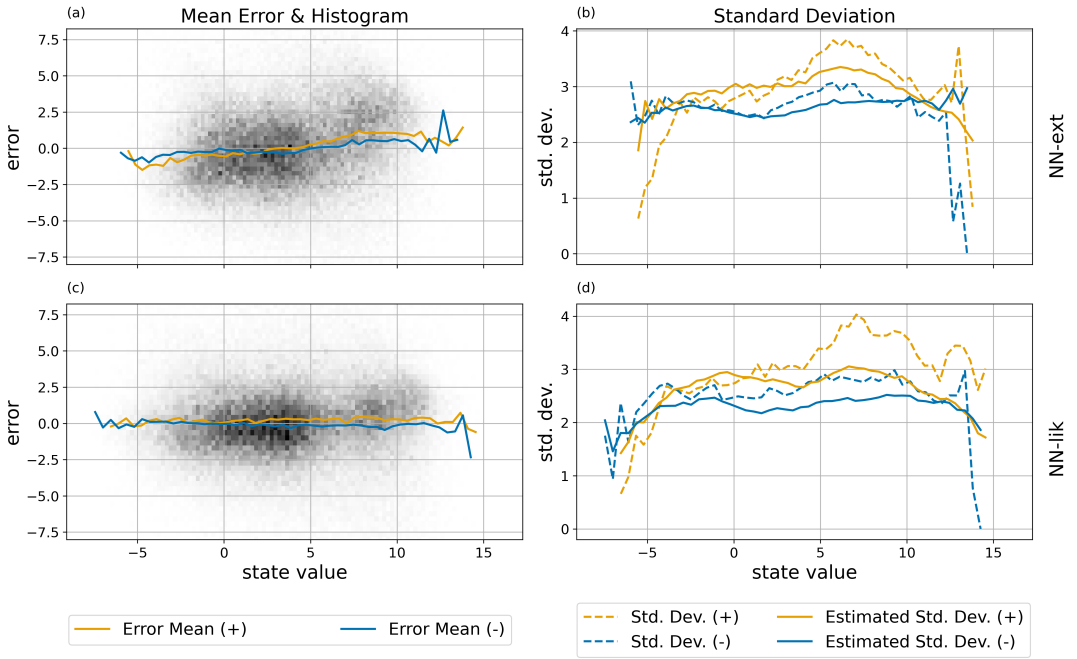 (a)
Mean Error & Histogram
(b)
Standard Deviation
7.5
5.0
2.5
0.0
−2.5
−5.0
−7.5
error
4
3
2
1
0
std. dev.
NN-ext
(c)
(d)
7.5
5.0
2.5
0.0
−2.5
−5.0
−7.5
error
−5
0
5
10
15
state value
4
3
2
1
0
std. dev.
−5
0
5
10
15
state value
NN-lik
Error Mean (+)
Error Mean (-)
Std. Dev. (+)
Estimated Std. Dev. (+)
Std. Dev. (-)
Estimated Std. Dev. (-)